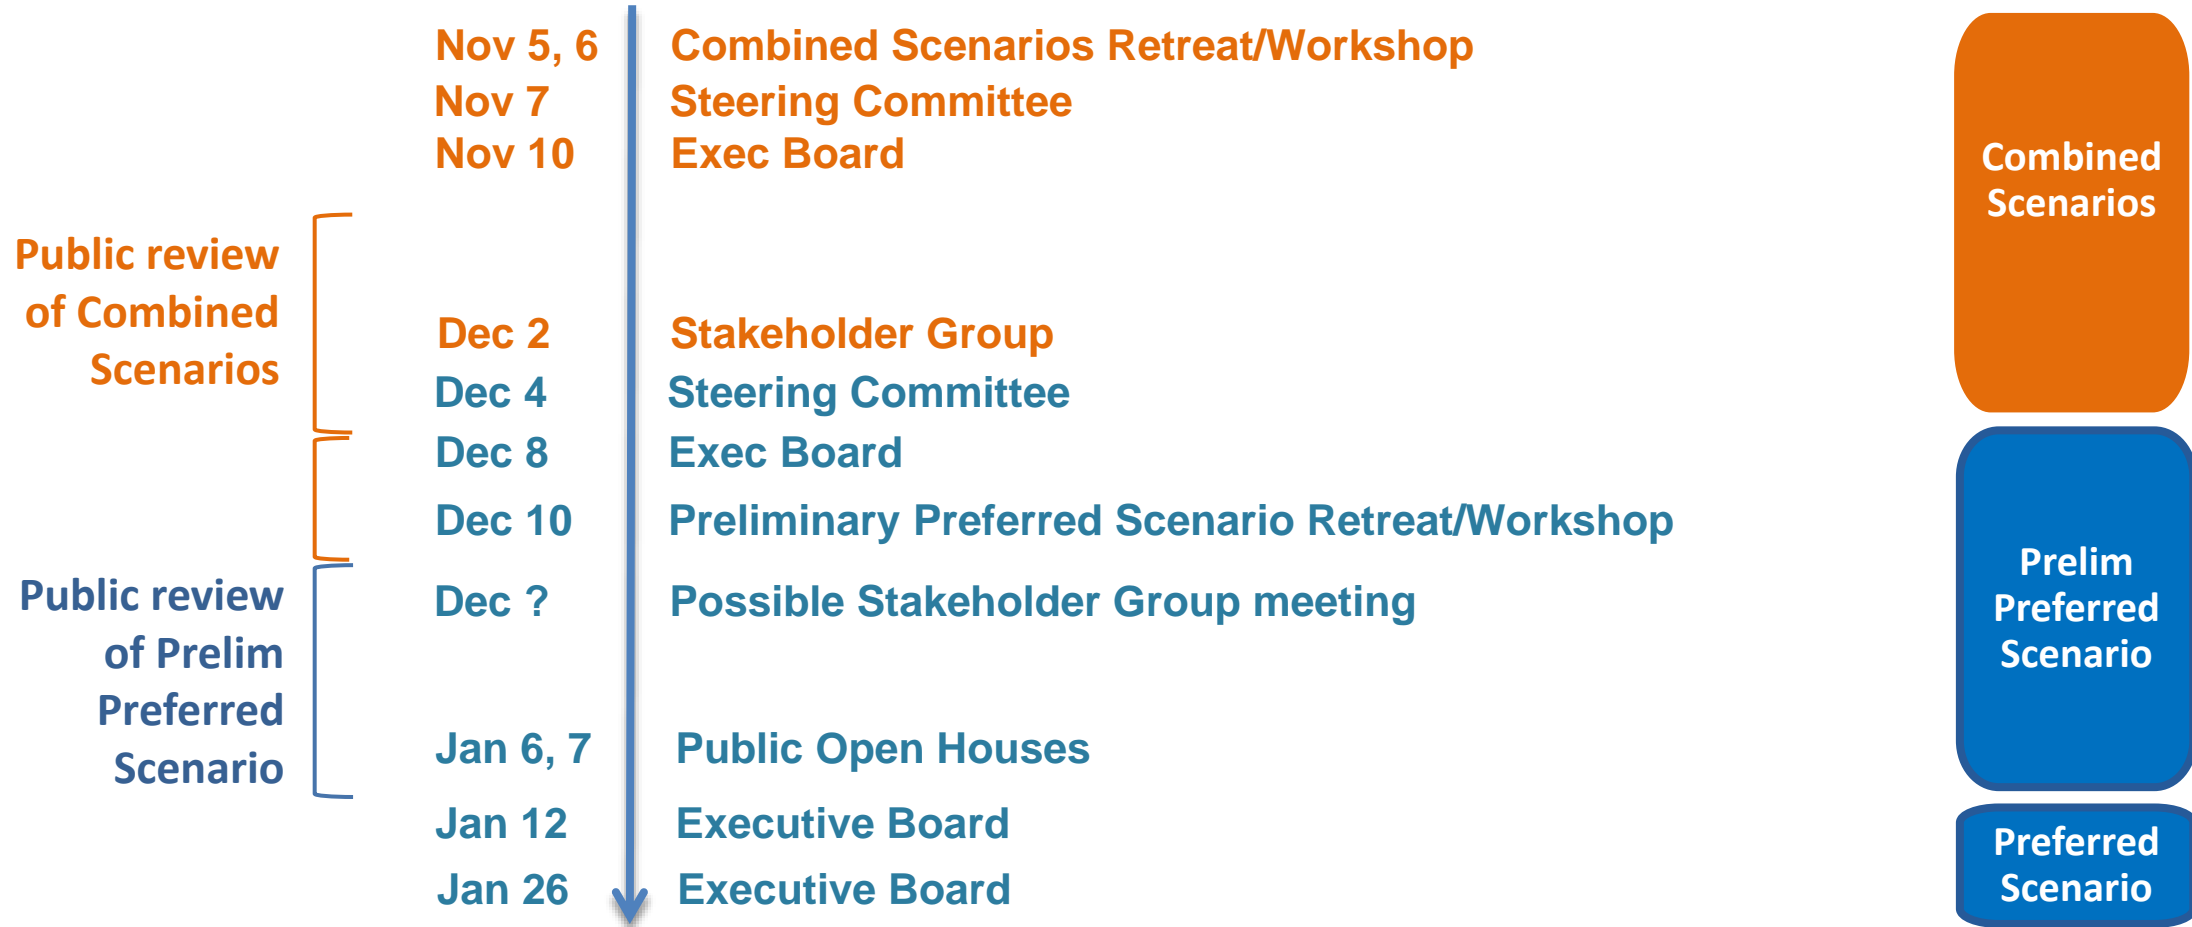 Nov 5, 6 Combined Scenarios Retreat/Workshop
Nov 7 Steering Committee
Nov 10 Exec Board
Combined
Scenarios
Public review
of Combined
Scenarios
Dec 2 Stakeholder Group
Dec 4 Steering Committee
Dec 8 Exec Board
Dec 10 Preliminary Preferred Scenario Retreat/Workshop
Prelim
Preferred
Scenario
Public review
of Prelim
Preferred
Scenario
Dec ? Possible Stakeholder Group meeting
Jan 6, 7 Public Open Houses
Jan 12 Executive Board
Jan 26 Executive Board
Preferred
Scenario